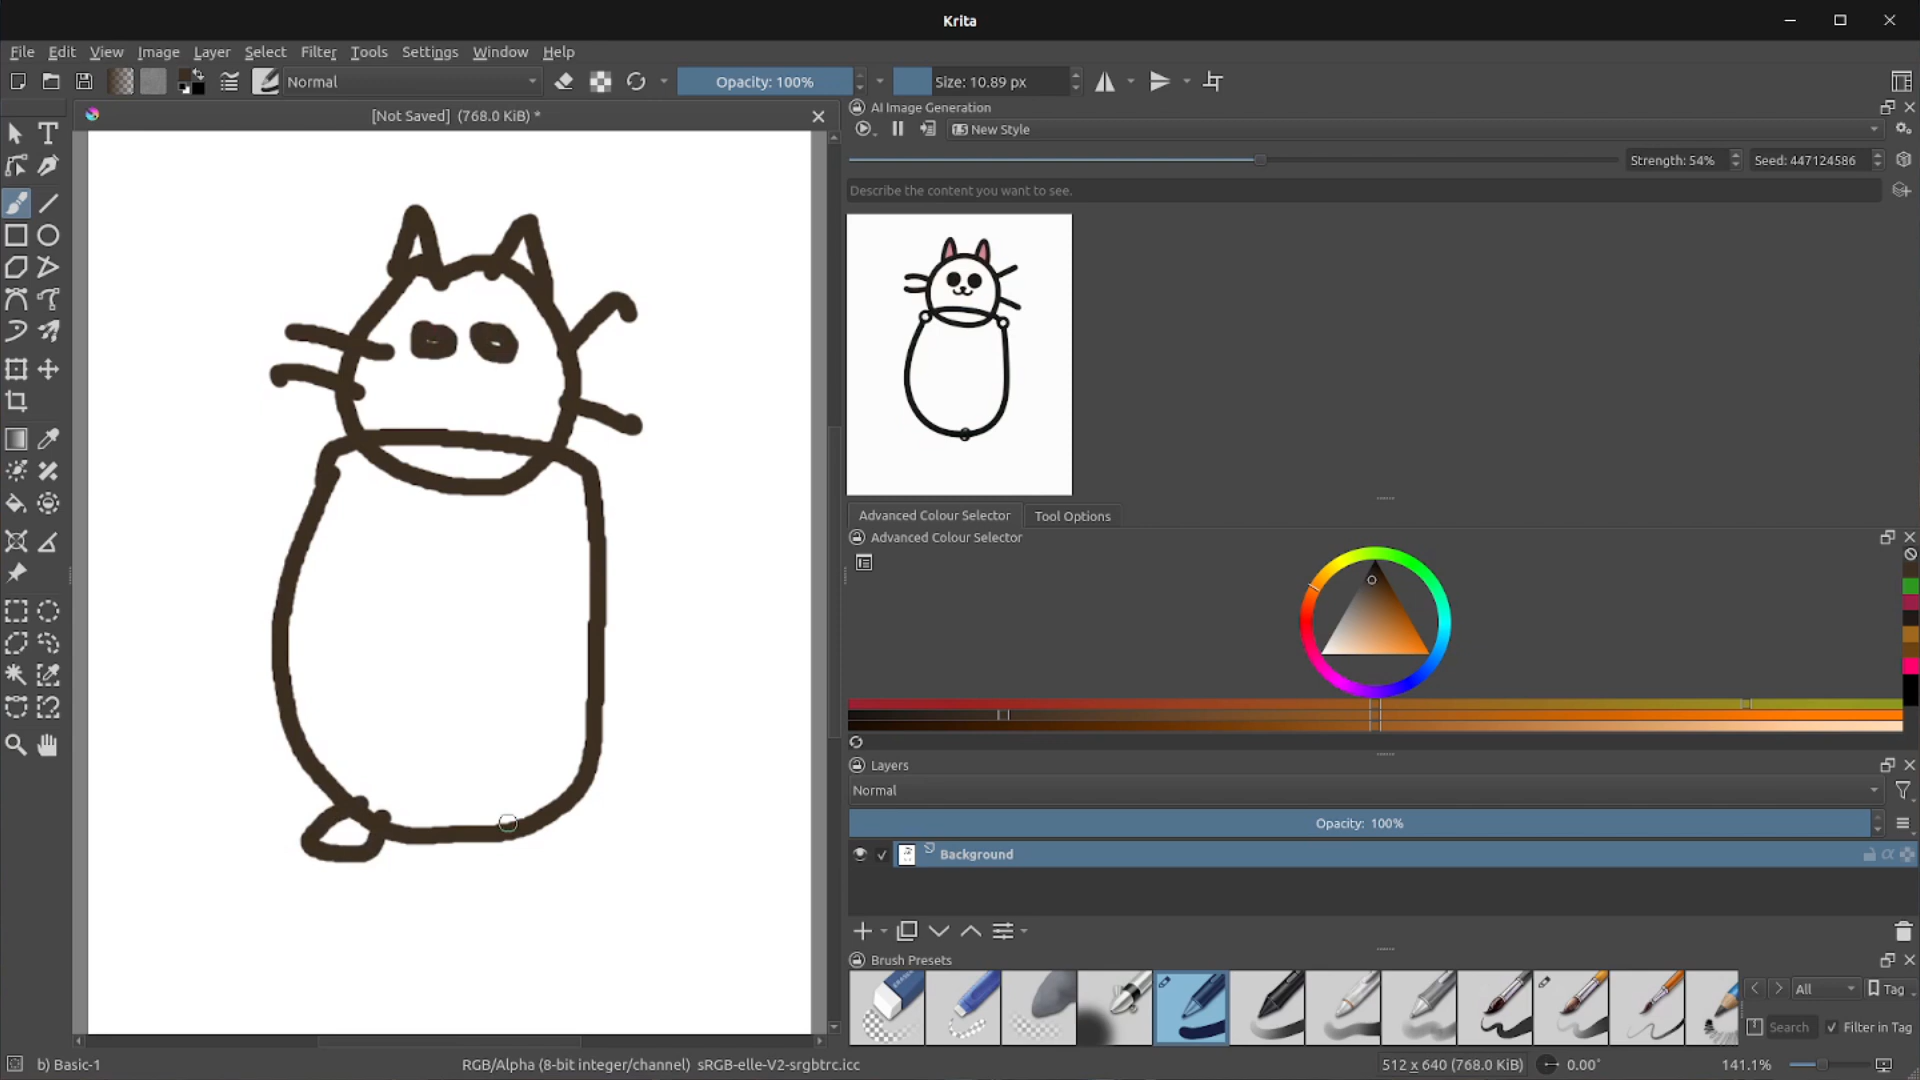 Krita
File Edit View Image Layer Select Filter Tools Settings Window Help
Normal Opacity: 100% Size: 10.89 px
[Not Saved] (768.0 KiB) *
AI Image Generation
1.5 New Style
Strength: 54% Seed: 447124586
Describe the content you want to see.
Advanced Colour Selector Tool Options
Advanced Colour Selector
Layers
Normal
Opacity: 100%
Background
Brush Presets
All Tag
Search Filter in Tag
b) Basic-1 RGB/Alpha (8-bit integer/channel) sRGB-elle-V2-srgbtrc.icc 512 x 640 (768.0 KiB) 0.00° 141.1%